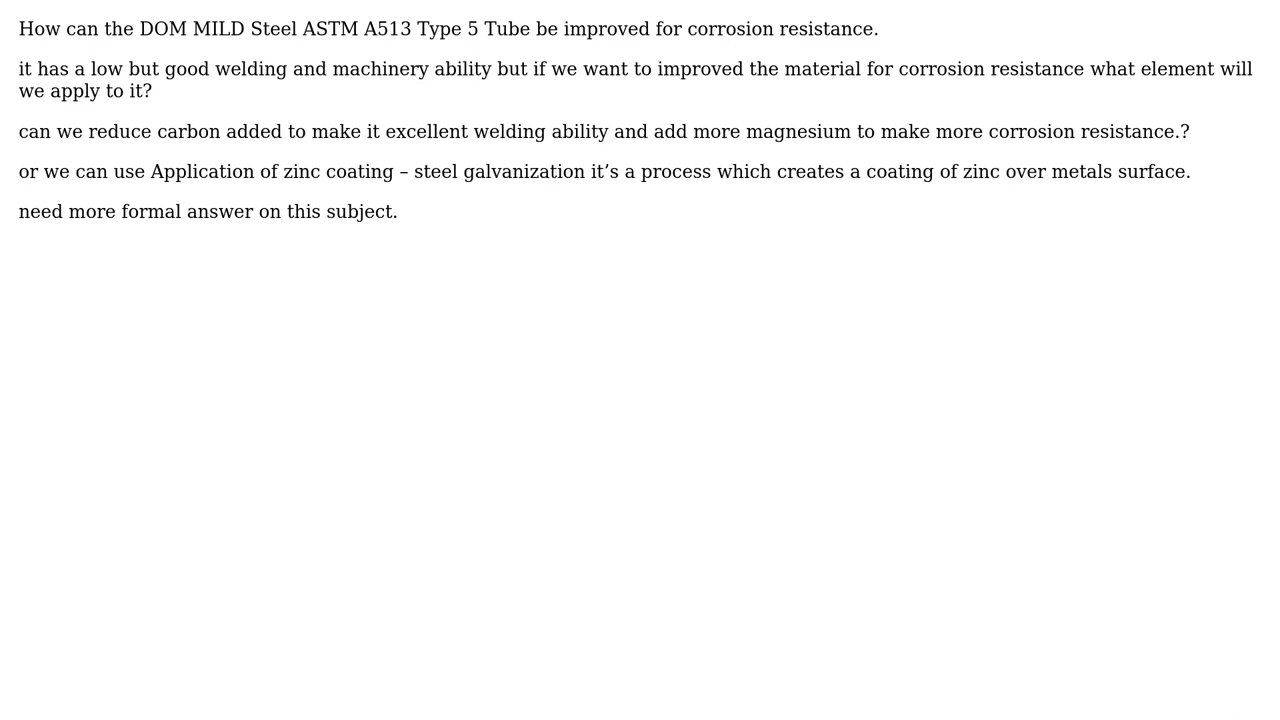 How can the DOM MILD Steel ASTM A513 Type 5 Tube be improved for corrosion resistance.
it has a low but good welding and machinery ability but if we want to improved the material for corrosion resistance what element will
we apply to it?
can we reduce carbon added to make it excellent welding ability and add more magnesium to make more corrosion resistance.?
or we can use Application of zinc coating – steel galvanization it’s a process which creates a coating of zinc over metals surface.
need more formal answer on this subject.